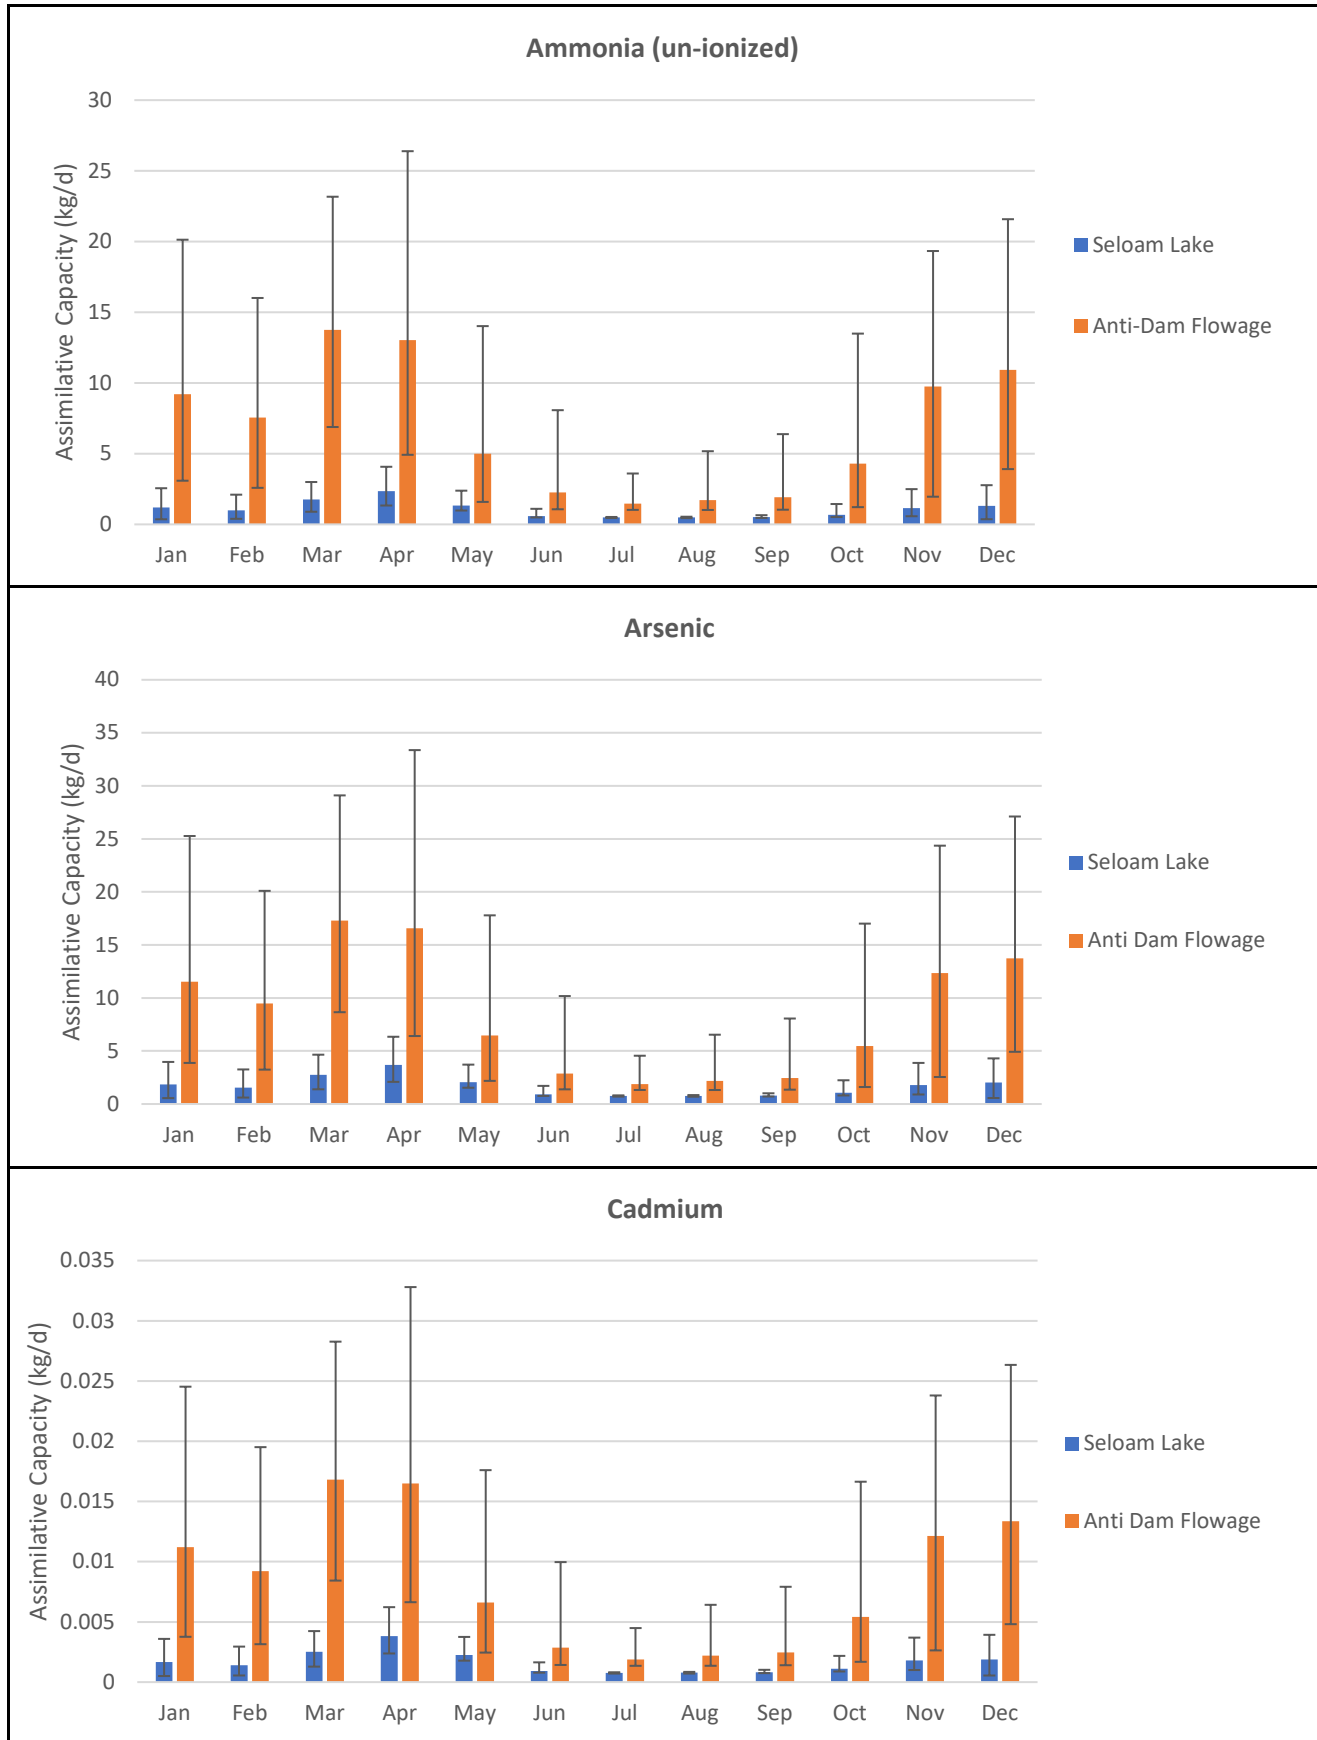 Ammonia (un-ionized)
Assimilative Capacity (kg/d)
30
25
20
15
10
5
0
Jan Feb Mar Apr May Jun Jul Aug Sep Oct Nov Dec
Seloam Lake
Anti-Dam Flowage
Arsenic
Assimilative Capacity (kg/d)
40
35
30
25
20
15
10
5
0
Jan Feb Mar Apr May Jun Jul Aug Sep Oct Nov Dec
Seloam Lake
Anti Dam Flowage
Cadmium
Assimilative Capacity (kg/d)
0.035
0.03
0.025
0.02
0.015
0.01
0.005
0
Jan Feb Mar Apr May Jun Jul Aug Sep Oct Nov Dec
Seloam Lake
Anti Dam Flowage